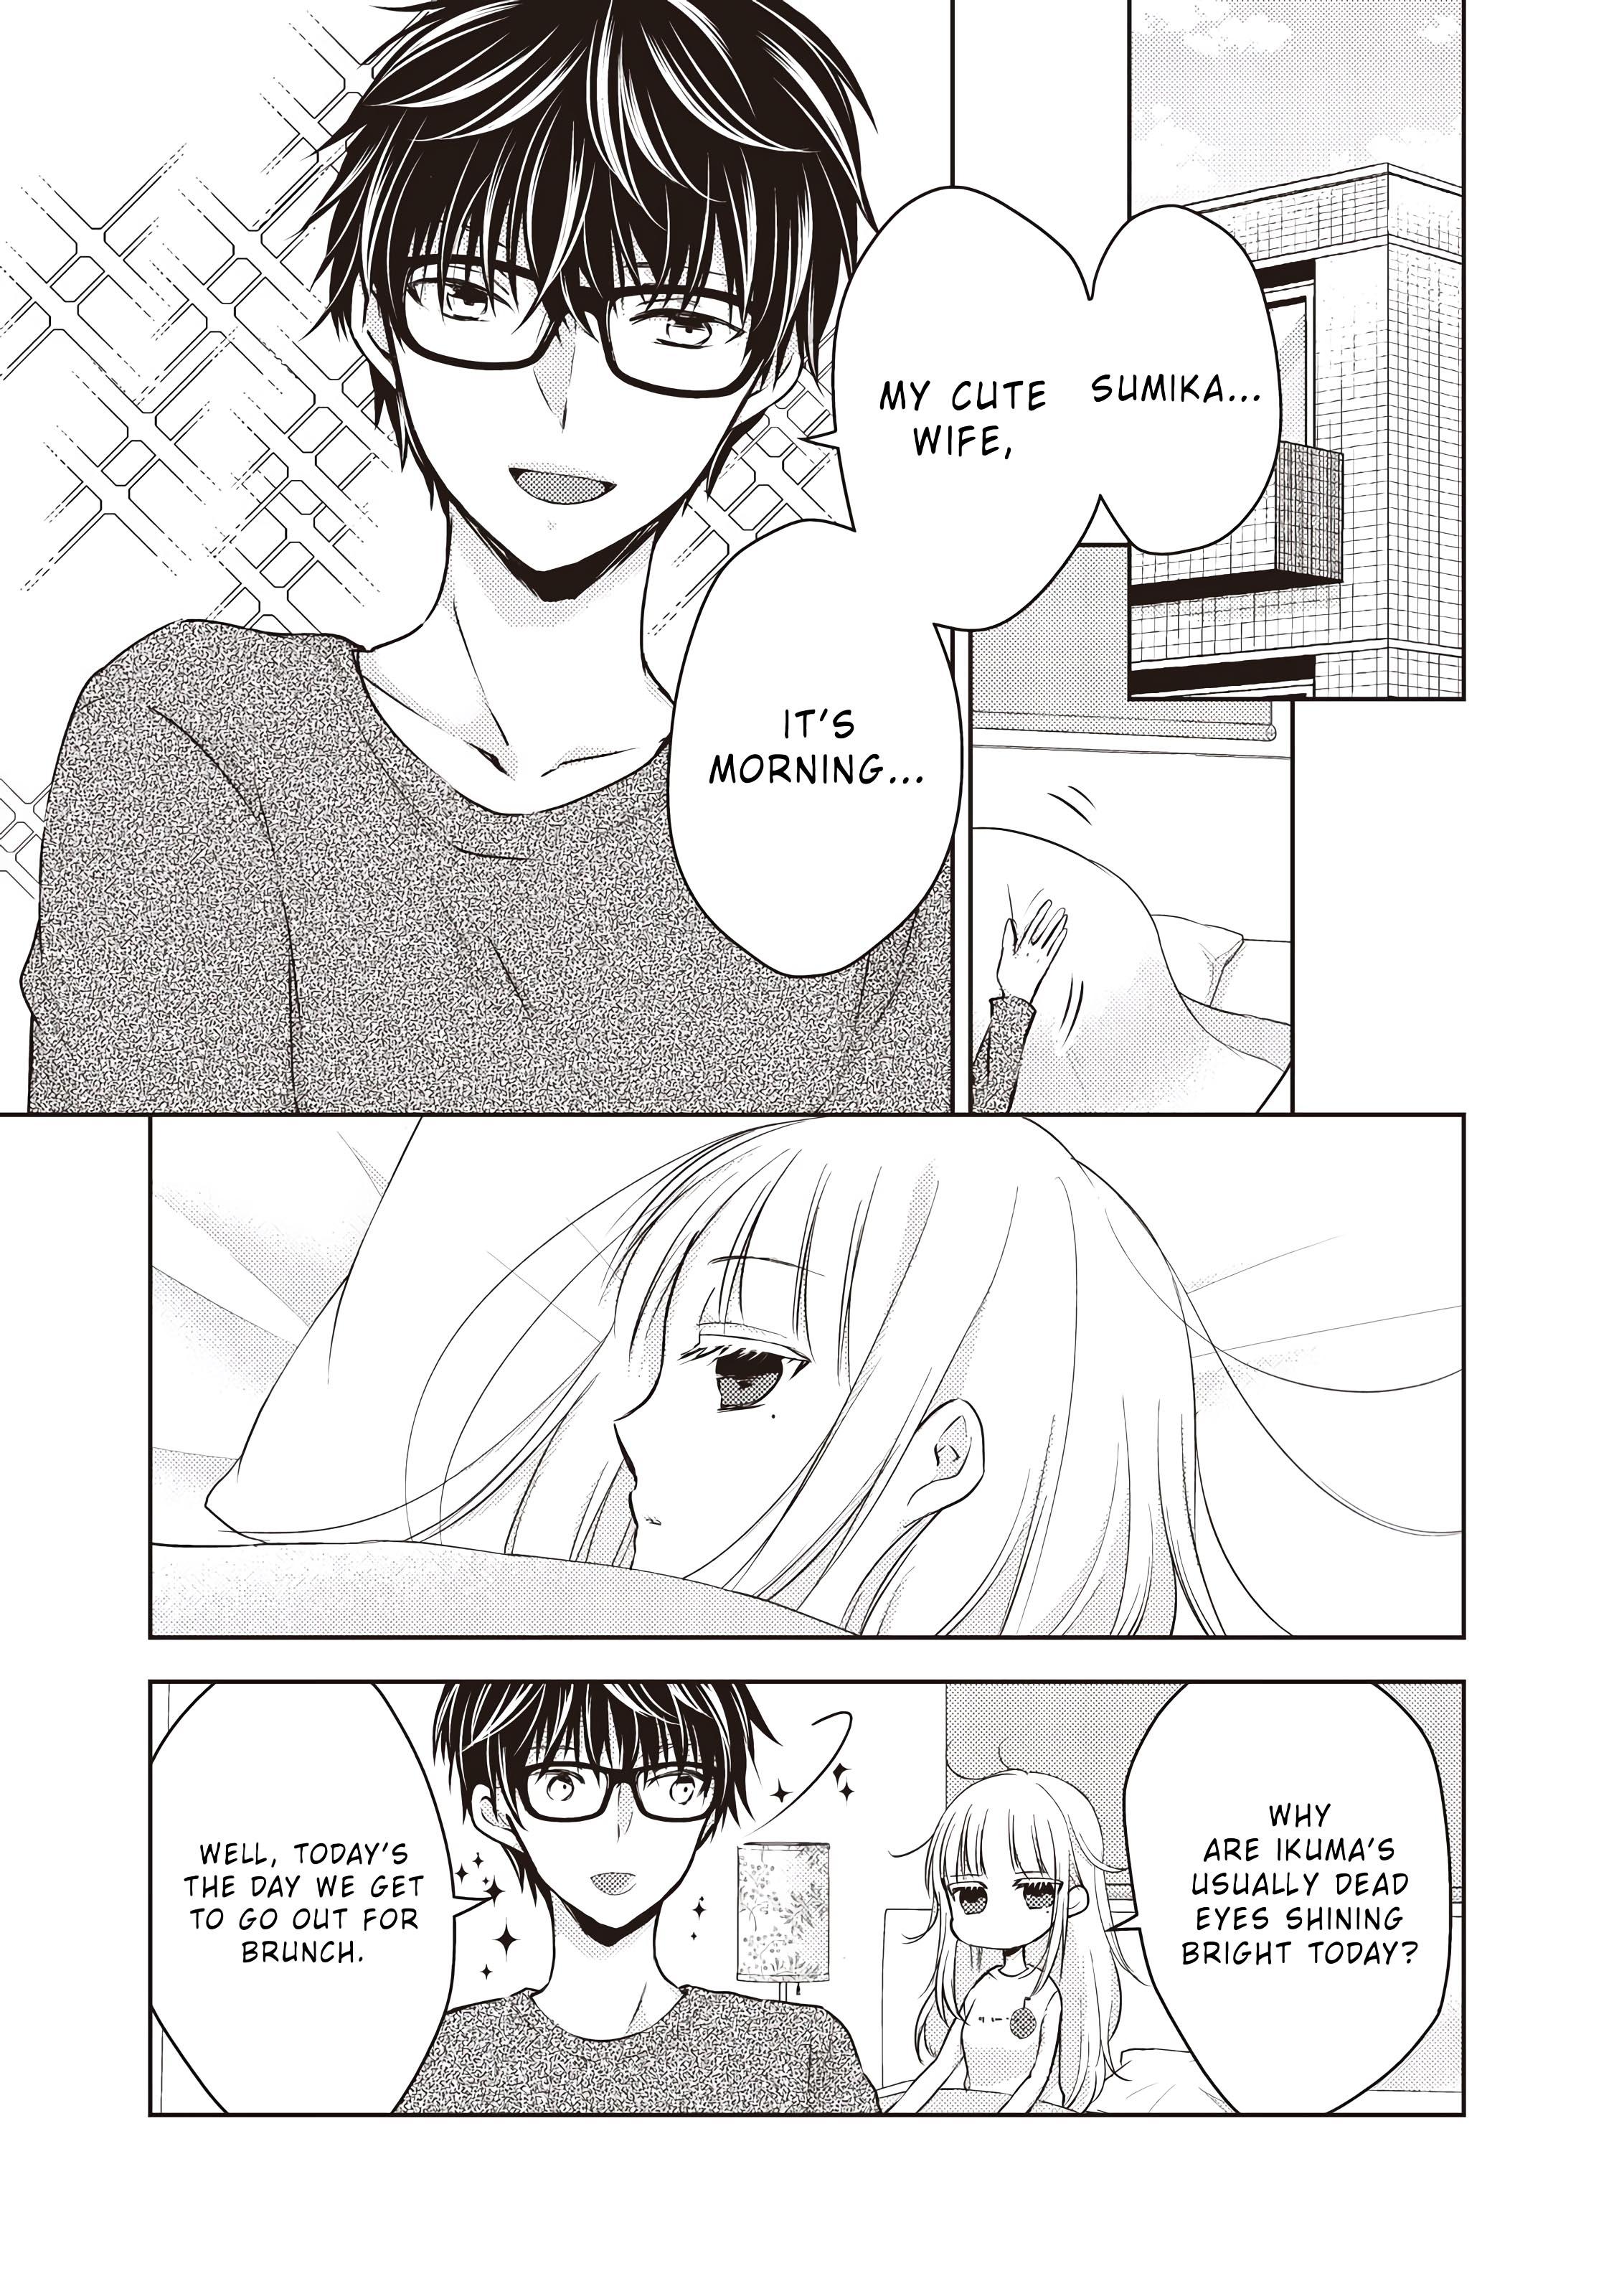 SUMIKA...
MY CUTE
WIFE,
IT'S
MORNING...
WHY
ARE IKUMA'S
USUALLY DEAD
EYES SHINING
BRIGHT TODAY?
WELL, TODAY'S
THE DAY WE GET
TO GO OUT FOR
BRUNCH.